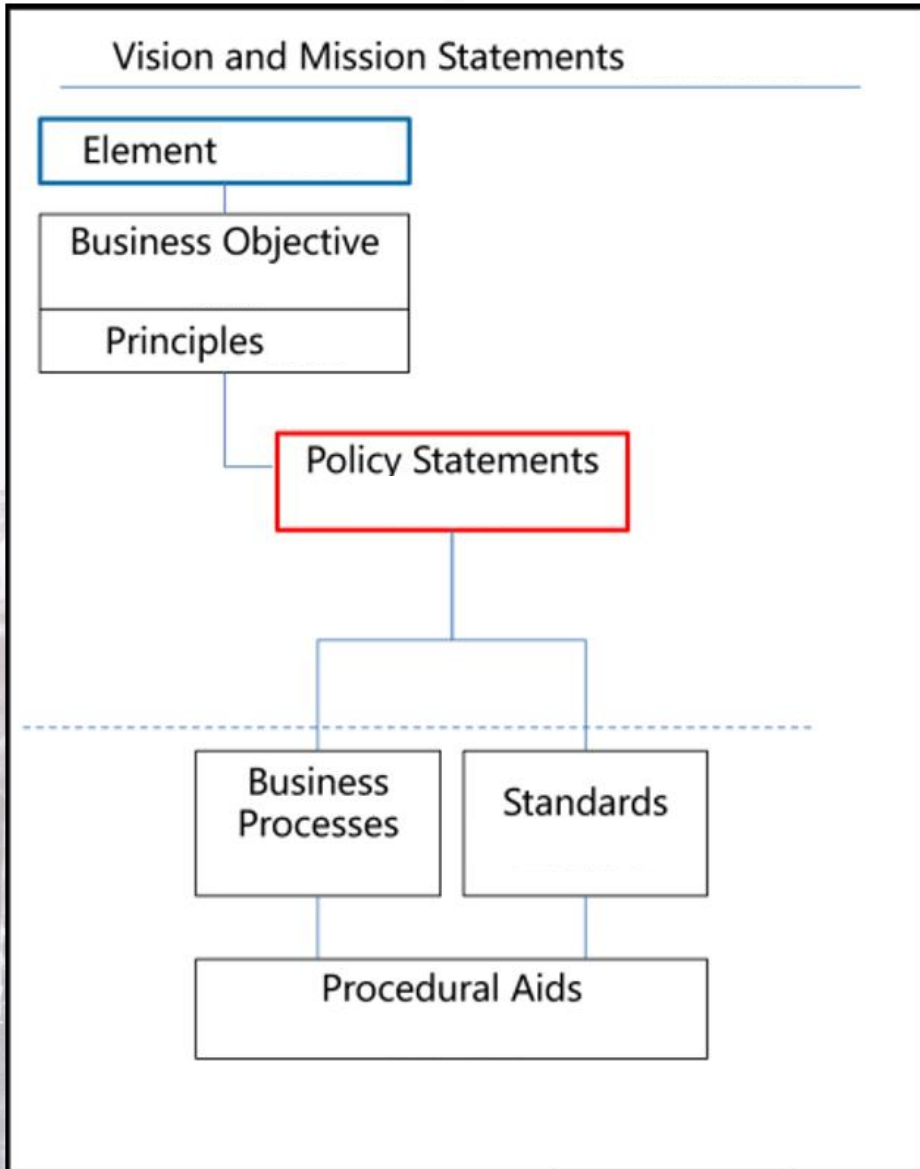 Vision and Mission Statements
Element
Business Objective
Principles
Policy Statements
Business
Processes
Standards
Procedural Aids